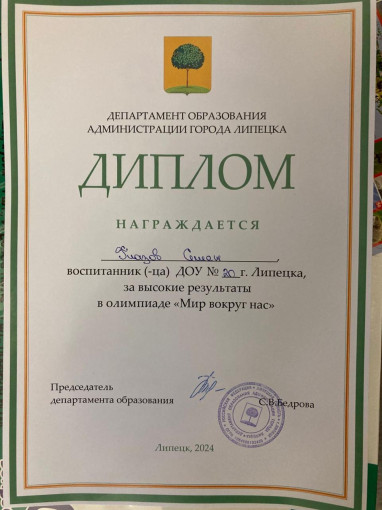 ДЕПАРТАМЕНТ ОБРАЗОВАНИЯ
АДМИНИСТРАЦИИ ГОРОДА ЛИПЕЦКА
ДИПЛОМ
НАГРАЖДАЕТСЯ
воспитанник (-ца) ДОУ № 20 г. Липецка,
за высокие результаты
в олимпиаде «Мир вокруг нас»
Председатель
департамента образования С.В.Бедрова
Липецк, 2024